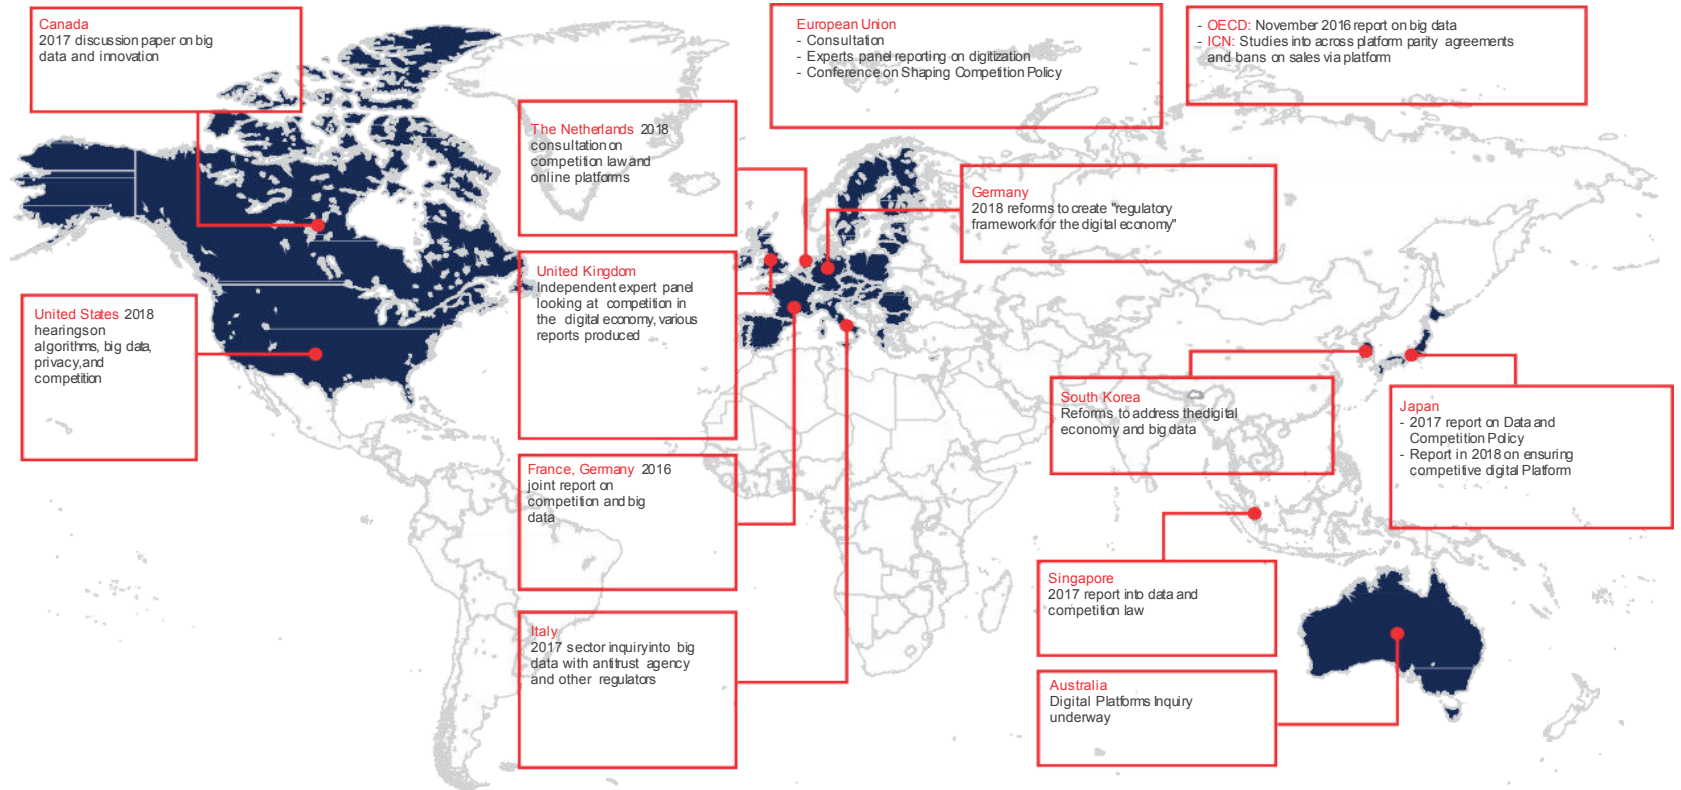 Canada
2017 discussion paper on big
data and innovation
European Union
- Consultation
- Experts panel reporting on digitization
- Conference on Shaping Competition Policy
- OECD: November 2016 report on big data
- ICN: Studies into across platform parity agreements
and bans on sales via platform
The Netherlands 2018
consultation on
competition law and
online platforms
Germany
2018 reforms to create "regulatory
framework for the digital economy"
United Kingdom
Independent expert panel
looking at competition in
the digital economy, various
reports produced
United States 2018
hearings on
algorithms, big data,
privacy, and
competition
South Korea
Reforms to address the digital
economy and big data
Japan
- 2017 report on Data and
Competition Policy
- Report in 2018 on ensuring
competitive digital Platform
France, Germany 2016
joint report on
competition and big
data
Singapore
2017 report into data and
competition law
Italy
2017 sector inquiry into big
data with antitrust agency
and other regulators
Australia
Digital Platforms Inquiry
underway